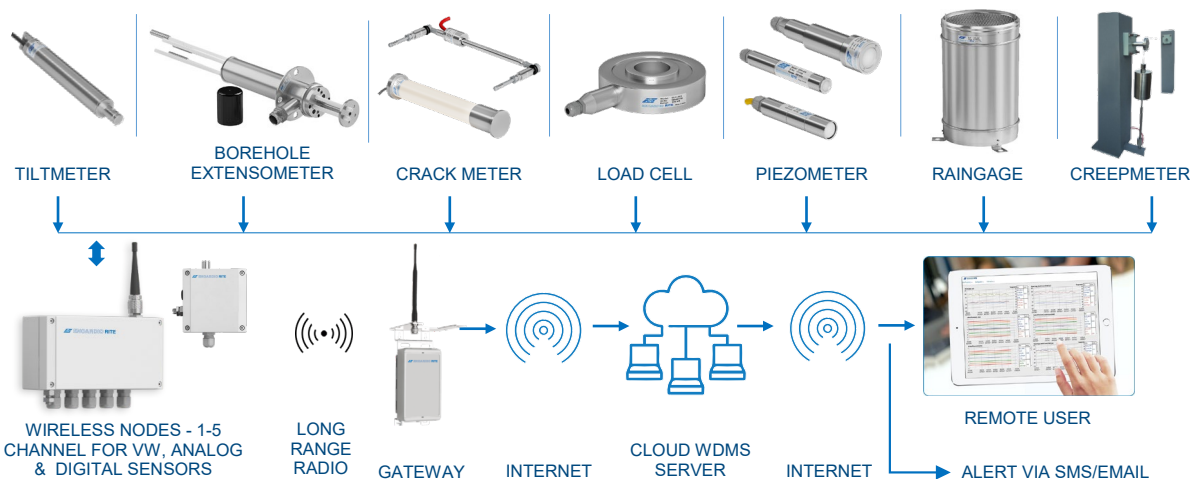 TILTMETER
BOREHOLE
EXTENSOMETER
CRACK METER
LOAD CELL
PIEZOMETER
RAINGAGE
CREEPMETER
WIRELESS NODES - 1-5
CHANNEL FOR VW, ANALOG
& DIGITAL SENSORS
LONG
RANGE
RADIO
GATEWAY
INTERNET
CLOUD WDMS
SERVER
INTERNET
REMOTE USER
ALERT VIA SMS/EMAIL